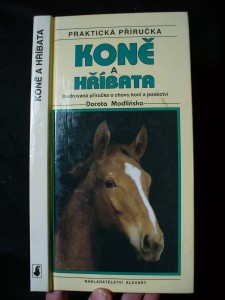 KONĚ A HŘÍBATA
PRAKTICKÁ PŘÍRUČKA
KONĚ
A
HŘÍBATA
Ilustrovaná příručka o chovu koní a jezdectví
Dorota Modlińska
NAKLADATELSTVÍ SLOVART